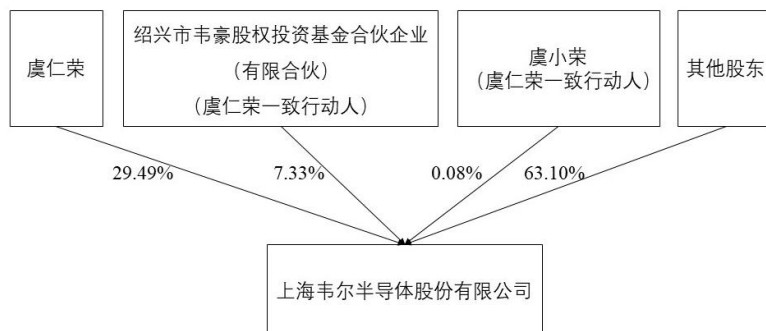 虞仁荣
绍兴市韦豪股权投资基金合伙企业
（有限合伙）
（虞仁荣一致行动人）
虞小荣
（虞仁荣一致行动人）
其他股东
29.49%
7.33%
0.08%
63.10%
上海韦尔半导体股份有限公司